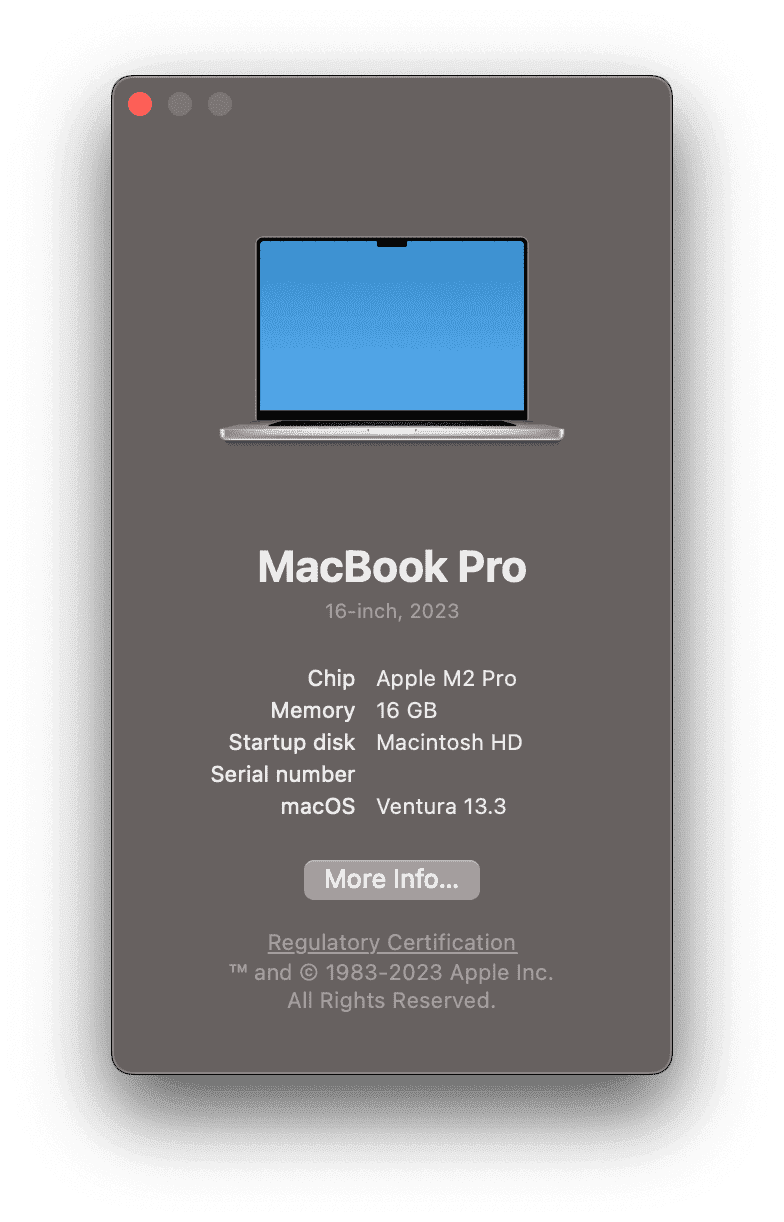 MacBook Pro
16-inch, 2023
Chip Apple M2 Pro
Memory 16 GB
Startup disk Macintosh HD
Serial number
macOS Ventura 13.3
More Info...
Regulatory Certification
™ and © 1983-2023 Apple Inc.
All Rights Reserved.